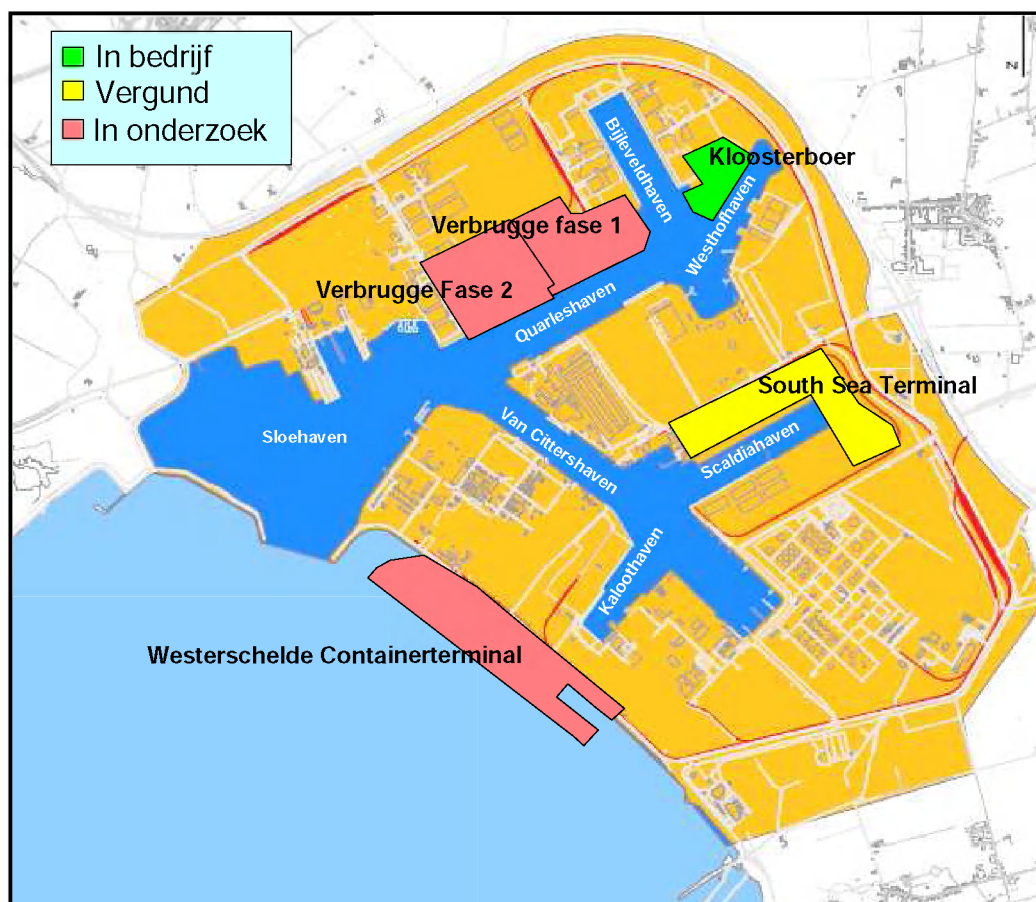 In bedrijf
Vergund
In onderzoek
N
Bijleveldhaven
Kloosterboer
Westhofhaven
Verbrugge fase 1
Verbrugge Fase 2
Quarleshaven
South Sea Terminal
Sloehaven
Van Cittershaven
Scaldiahaven
Kaloothaven
Westerschelde Containerterminal